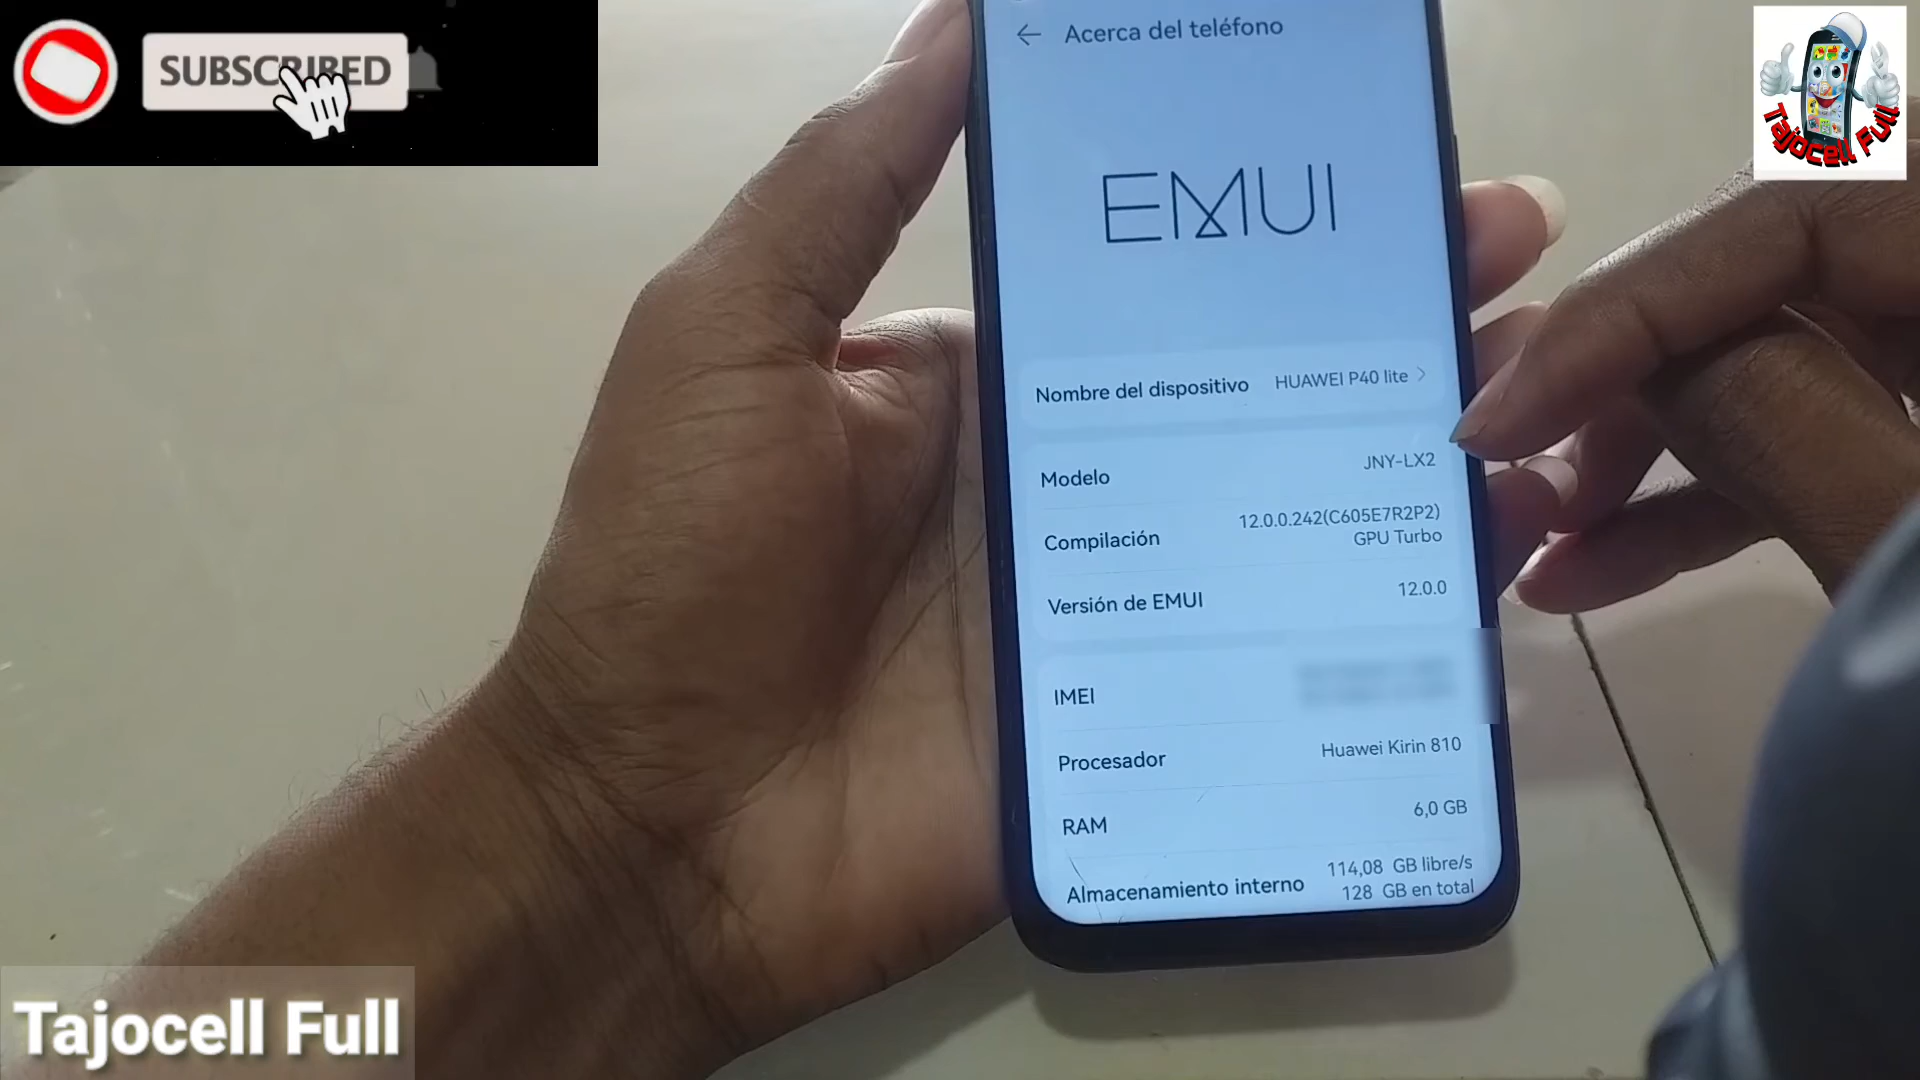 SUBSCRIBED
Tajocell Full
Acerca del teléfono
EMUI
Nombre del dispositivo HUAWEI P40 lite
Modelo JNY-LX2
Compilación 12.0.0.242(C605E7R2P2)
GPU Turbo
Versión de EMUI 12.0.0
IMEI
Procesador Huawei Kirin 810
RAM 6,0 GB
Almacenamiento interno 114,08 GB libre/s
128 GB en total
Tajocell Full